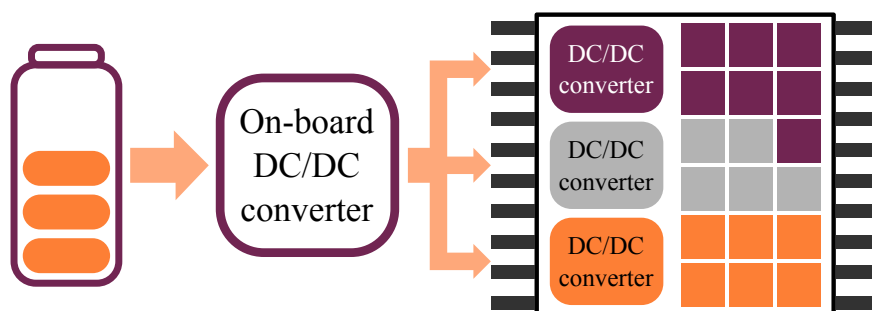 On-board
DC/DC
converter
DC/DC
converter
DC/DC
converter
DC/DC
converter